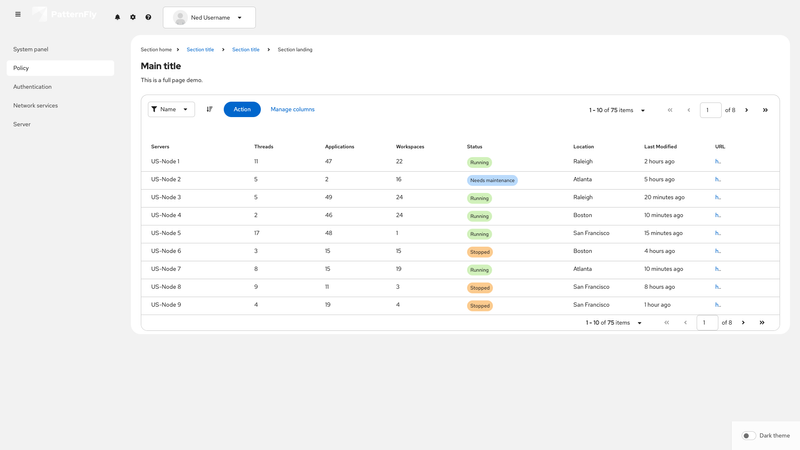 PatternFly
Ned Username
System panel
Policy
Authentication
Network services
Server
Section home Section title Section title Section landing
Main title
This is a full page demo.
Name Action Manage columns 1 - 10 of 75 items 1 of 8
Servers Threads Applications Workspaces Status Location Last Modified URL
US-Node 1 11 47 22 Running Raleigh 2 hours ago h..
US-Node 2 5 2 16 Needs maintenance Atlanta 5 hours ago h..
US-Node 3 5 49 24 Running Raleigh 20 minutes ago h..
US-Node 4 2 46 24 Running Boston 10 minutes ago h..
US-Node 5 17 48 1 Running San Francisco 15 minutes ago h..
US-Node 6 3 15 15 Stopped Boston 4 hours ago h..
US-Node 7 8 15 19 Running Atlanta 10 minutes ago h..
US-Node 8 9 11 3 Stopped San Francisco 8 hours ago h..
US-Node 9 4 19 4 Stopped San Francisco 1 hour ago h..
1 - 10 of 75 items 1 of 8
Dark theme